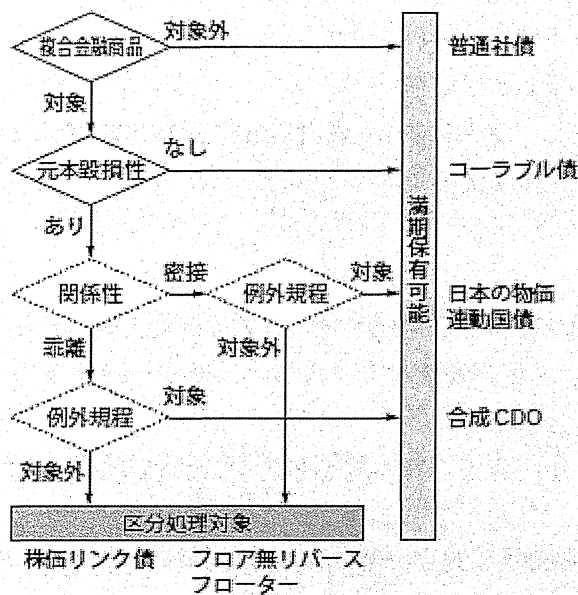 複合金融商品
対象外
普通社債
対象
元本毀損性
なし
コーラブル債
あり
満期保有可能
関係性
密接
例外規程
対象
日本の物価
連動国債
乖離
対象外
例外規程
対象
合成CDO
対象外
区分処理対象
株価リンク債
フロア無リバース
フローター